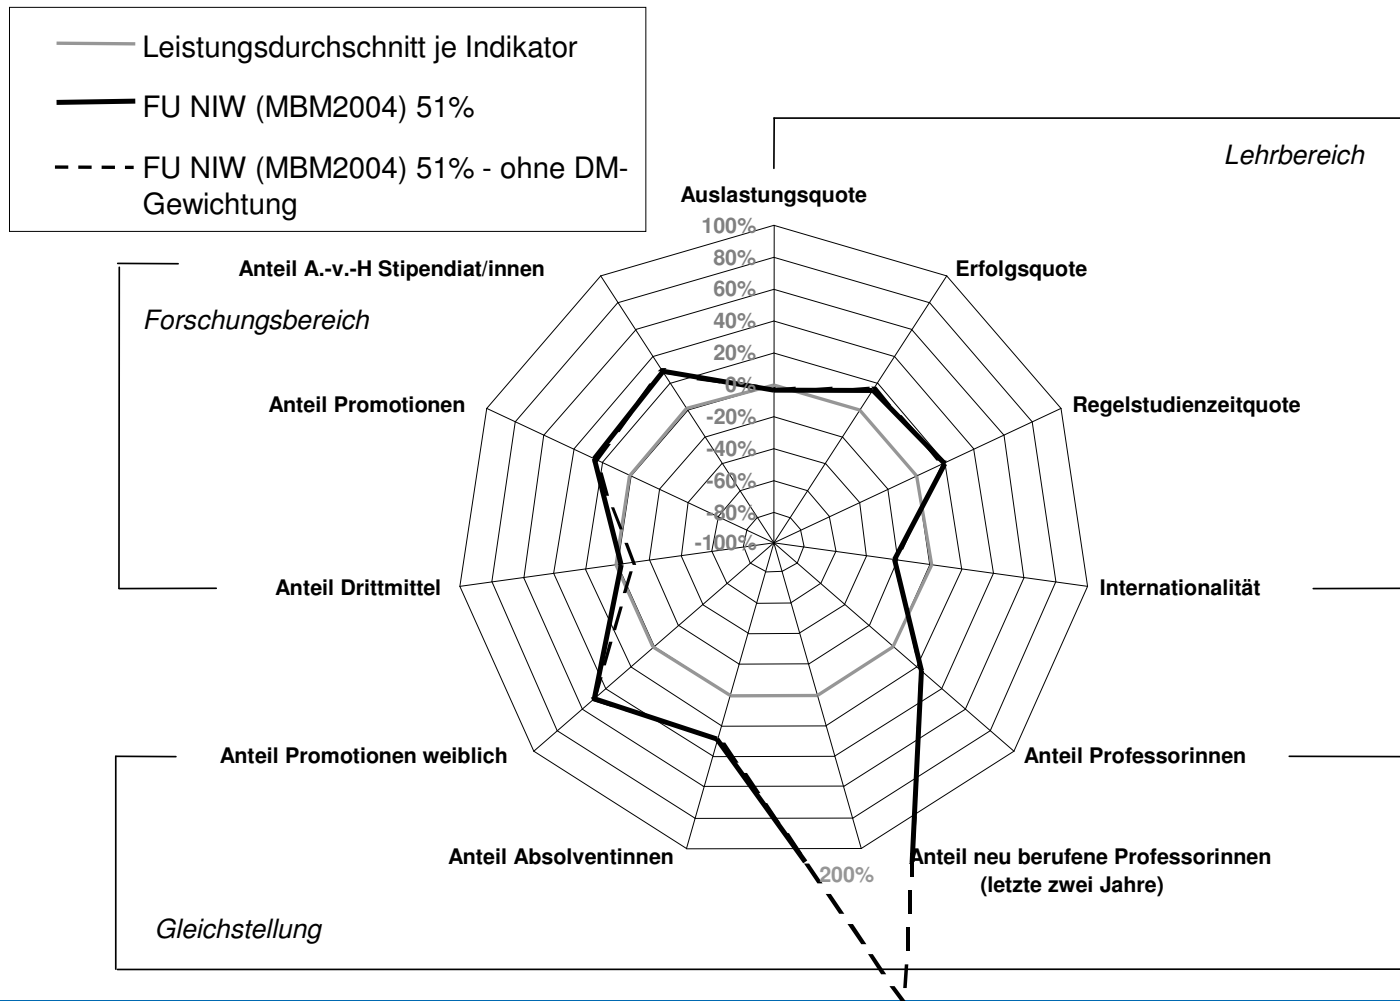 Leistungsdurchschnitt je Indikator
FU NIW (MBM2004) 51%
FU NIW (MBM2004) 51% - ohne DM-
Gewichtung
Lehrbereich
Auslastungsquote
100%
80%
60%
40%
20%
0%
-20%
-40%
-60%
-80%
-100%
Anteil A.-v.-H Stipendiat/innen
Erfolgsquote
Forschungsbereich
Anteil Promotionen
Regelstudienzeitquote
Anteil Drittmittel
Internationalität
Anteil Promotionen weiblich
Anteil Professorinnen
Anteil Absolventinnen
200%
Anteil neu berufene Professorinnen
(letzte zwei Jahre)
Gleichstellung